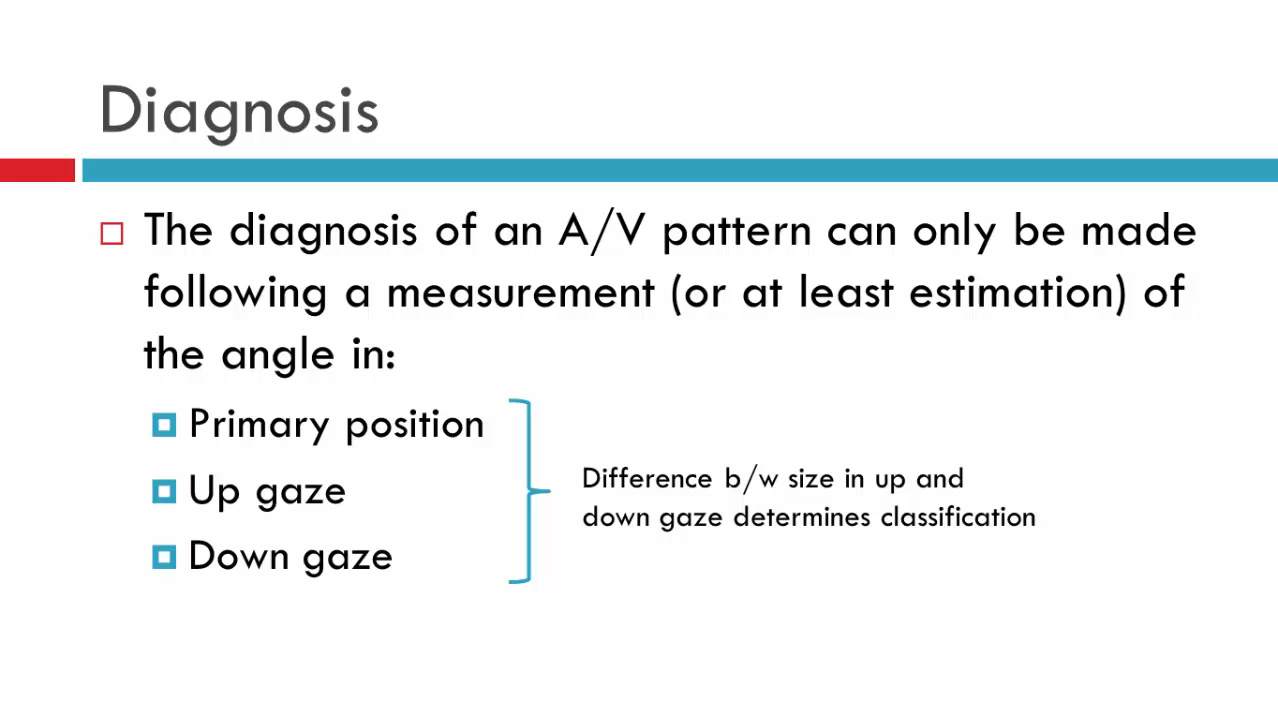 Diagnosis
The diagnosis of an A/V pattern can only be made
following a measurement (or at least estimation) of
the angle in:
Primary position
Up gaze
Down gaze
Difference b/w size in up and
down gaze determines classification